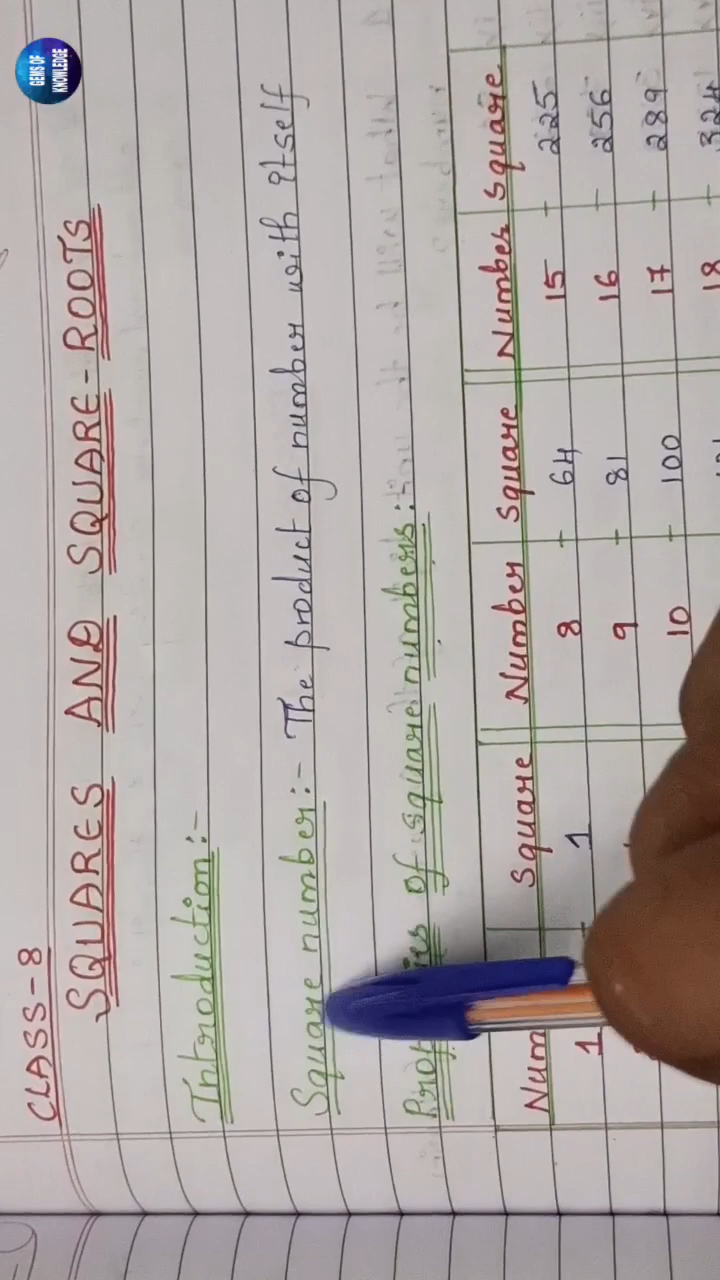 GEMS OF
KNOWLEDGE
CLASS-8
SQUARES AND SQUARE-ROOTS
Introduction:-
Square number:- The product of number with itself
of square numbers:
Square Number Square Number Square
1 1 8 64 15 225
9 81 16 256
10 100 17 289
18 324